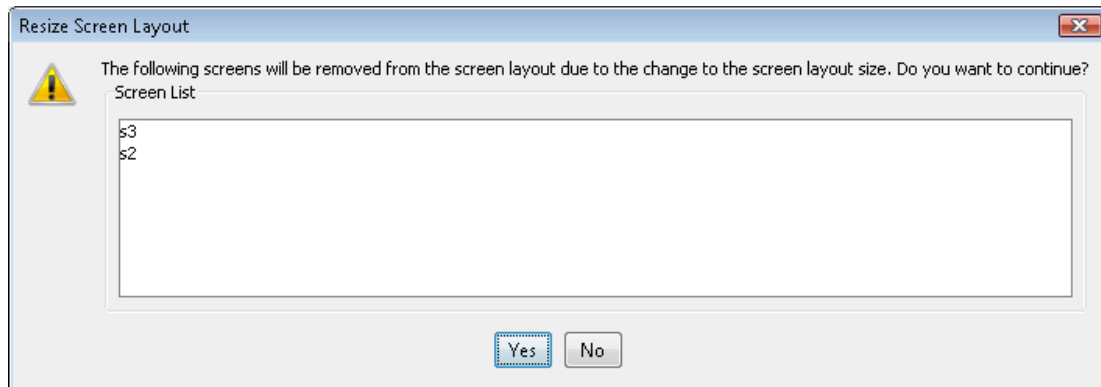 Resize Screen Layout
The following screens will be removed from the screen layout due to the change to the screen layout size. Do you want to continue?
Screen List
s3
s2
Yes No